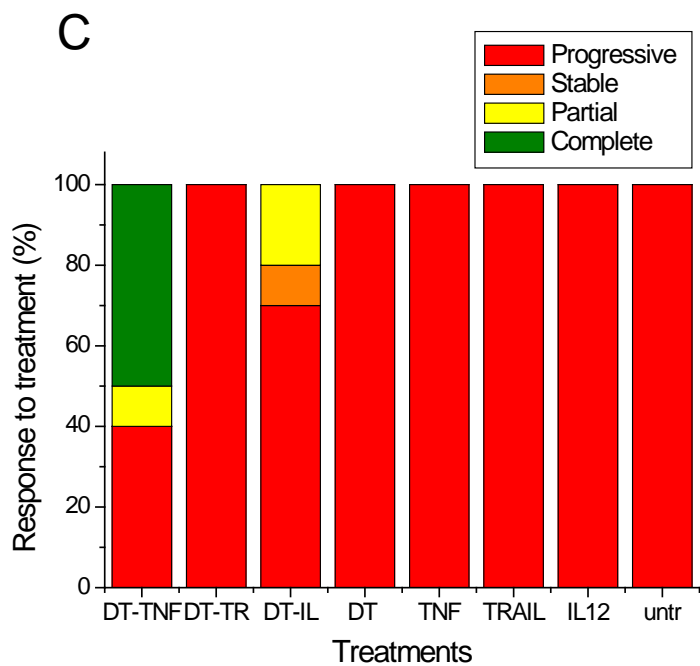 C
Progressive
Stable
Partial
Complete
Response to treatment (%)
100
80
60
40
20
0
DT-TNF DT-TR DT-IL DT TNF TRAIL IL12 untr
Treatments